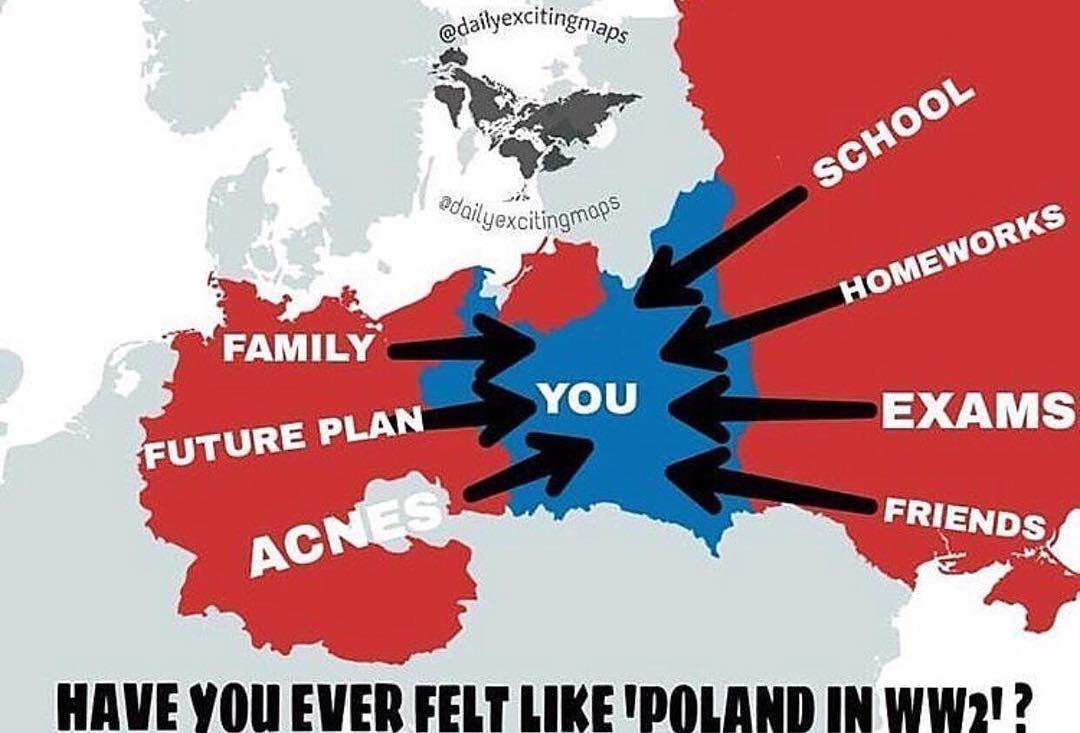 @dailyexcitingmaps
@dailyexcitingmaps
SCHOOL
HOMEWORKS
FAMILY
YOU
EXAMS
FUTURE PLAN
ACNES
FRIENDS
HAVE YOU EVER FELT LIKE 'POLAND IN WW2' ?